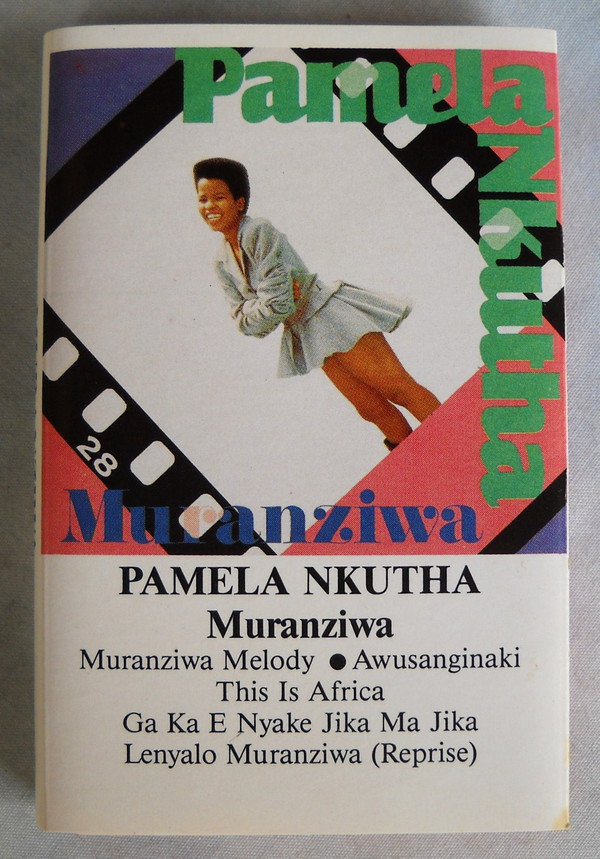 Pamela
Nkutha
28
Muranziwa
PAMELA NKUTHA
Muranziwa
Muranziwa Melody ● Awusanginaki
This Is Africa
Ga Ka E Nyake Jika Ma Jika
Lenyalo Muranziwa (Reprise)